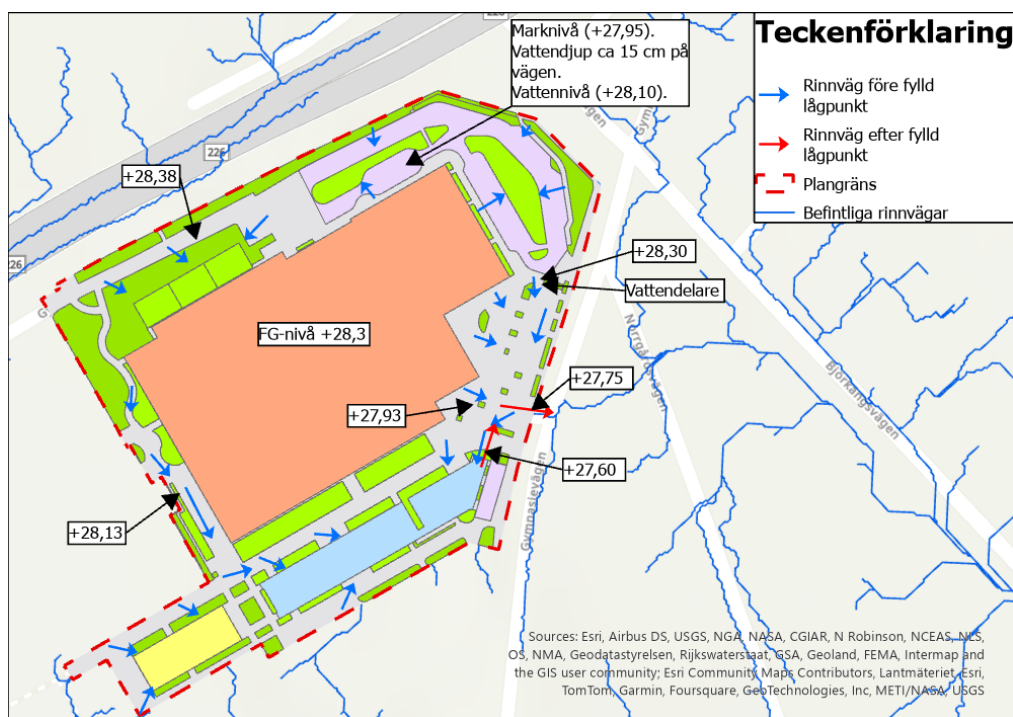 Marknivå (+27,95).
Vattendjup ca 15 cm på
vägen.
Vattennivå (+28,10).
Teckenförklaring
Rinnväg före fylld
lågpunkt
Rinnväg efter fylld
lågpunkt
Plangräns
Befintliga rinnvägar
226
+28,38
226
+28,30
Vattendelare
FG-nivå +28,3
+27,75
+27,93
+27,60
+28,13
Norrgårdsvägen
Björkängsvägen
Gymnasievägen
Sources: Esri, Airbus DS, USGS, NGA, NASA, CGIAR, N Robinson, NCEAS, NLS,
OS, NMA, Geodatastyrelsen, Rijkswaterstaat, GSA, Geoland, FEMA, Intermap and
the GIS user community; Esri Community Maps Contributors, Lantmäteriet, Esri,
TomTom, Garmin, Foursquare, GeoTechnologies, Inc, METI/NASA, USGS